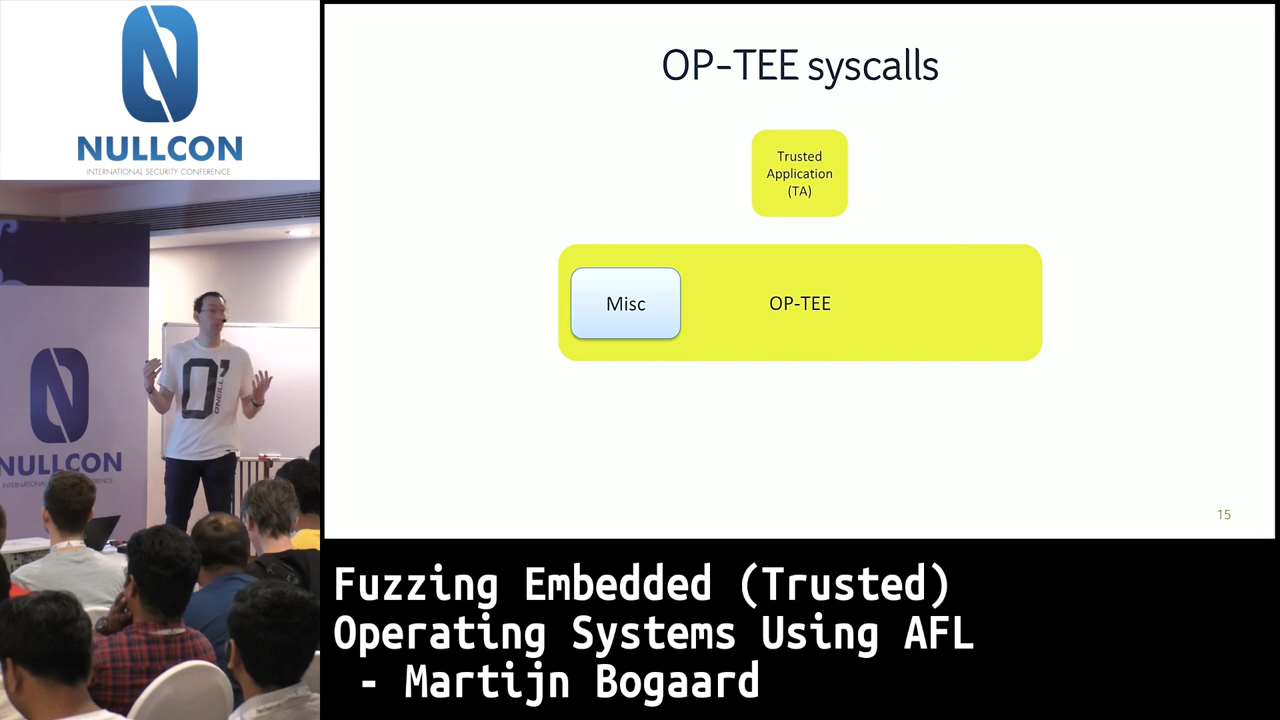 NULLCON
INTERNATIONAL SECURITY CONFERENCE
OP-TEE syscalls
Trusted
Application
(TA)
Misc
OP-TEE
15
O'
ONEILL
NULLCON
Fuzzing Embedded (Trusted)
Operating Systems Using AFL
- Martijn Bogaard